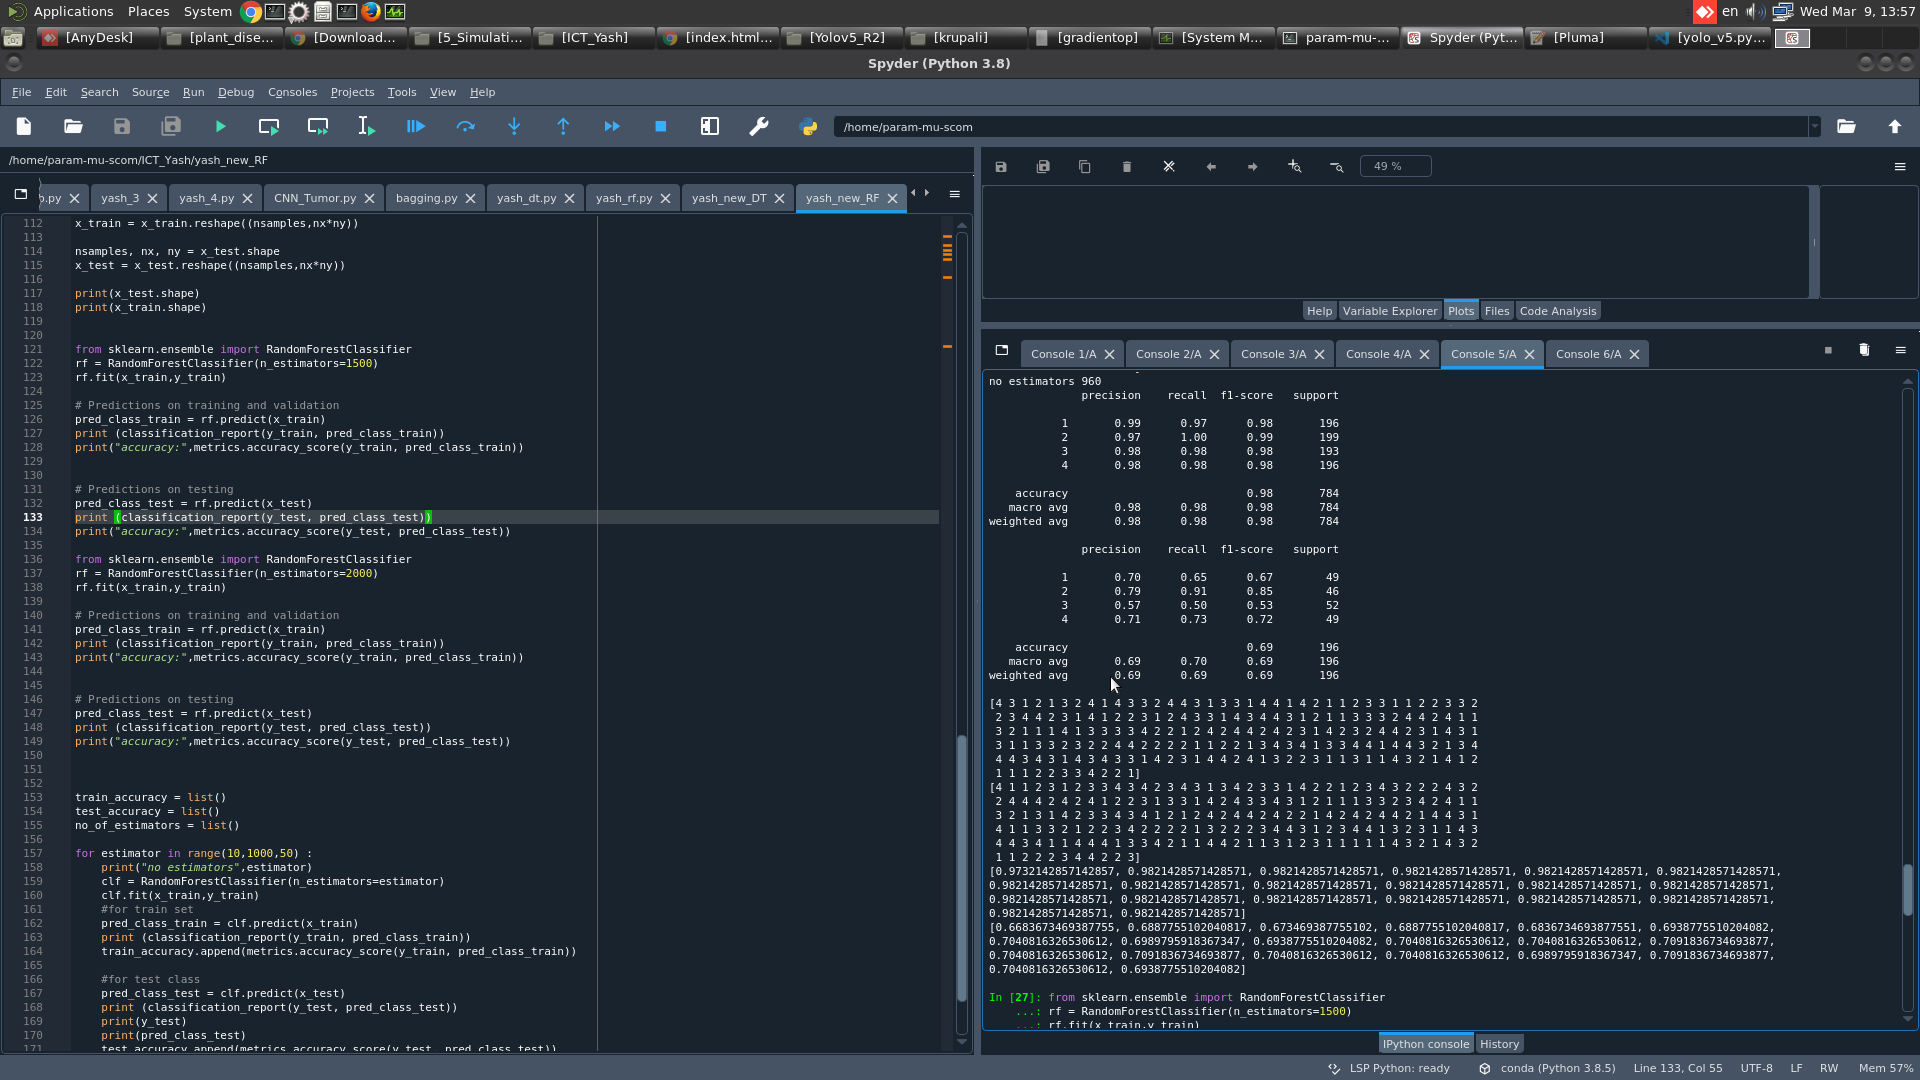 Applications Places System en Wed Mar 9, 13:57
[AnyDesk] [plant_dise... [Download... [5_Simulati... [ICT_Yash] [index.html... [Yolov5_R2] [krupali] [gradientop] [System M... param-mu-... Spyder (Pyt... [Pluma] [yolo_v5.py...
Spyder (Python 3.8)
File Edit Search Source Run Debug Consoles Projects Tools View Help
/home/param-mu-scom
/home/param-mu-scom/ICT_Yash/yash_new_RF
b.py yash_3 yash_4.py CNN_Tumor.py bagging.py yash_dt.py yash_rf.py yash_new_DT yash_new_RF
112 x_train = x_train.reshape((nsamples,nx*ny))
113
114 nsamples, nx, ny = x_test.shape
115 x_test = x_test.reshape((nsamples,nx*ny))
116
117 print(x_test.shape)
118 print(x_train.shape)
119
120
121 from sklearn.ensemble import RandomForestClassifier
122 rf = RandomForestClassifier(n_estimators=1500)
123 rf.fit(x_train,y_train)
124
125 # Predictions on training and validation
126 pred_class_train = rf.predict(x_train)
127 print (classification_report(y_train, pred_class_train))
128 print("accuracy:",metrics.accuracy_score(y_train, pred_class_train))
129
130
131 # Predictions on testing
132 pred_class_test = rf.predict(x_test)
133 print (classification_report(y_test, pred_class_test))
134 print("accuracy:",metrics.accuracy_score(y_test, pred_class_test))
135
136 from sklearn.ensemble import RandomForestClassifier
137 rf = RandomForestClassifier(n_estimators=2000)
138 rf.fit(x_train,y_train)
139
140 # Predictions on training and validation
141 pred_class_train = rf.predict(x_train)
142 print (classification_report(y_train, pred_class_train))
143 print("accuracy:",metrics.accuracy_score(y_train, pred_class_train))
144
145
146 # Predictions on testing
147 pred_class_test = rf.predict(x_test)
148 print (classification_report(y_test, pred_class_test))
149 print("accuracy:",metrics.accuracy_score(y_test, pred_class_test))
150
151
152
153 train_accuracy = list()
154 test_accuracy = list()
155 no_of_estimators = list()
156
157 for estimator in range(10,1000,50) :
158 print("no estimators",estimator)
159 clf = RandomForestClassifier(n_estimators=estimator)
160 clf.fit(x_train,y_train)
161 #for train set
162 pred_class_train = clf.predict(x_train)
163 print (classification_report(y_train, pred_class_train))
164 train_accuracy.append(metrics.accuracy_score(y_train, pred_class_train))
165
166 #for test class
167 pred_class_test = clf.predict(x_test)
168 print (classification_report(y_test, pred_class_test))
169 print(y_test)
170 print(pred_class_test)
171 test_accuracy.append(metrics.accuracy_score(y_test, pred_class_test))
49 %
Help Variable Explorer Plots Files Code Analysis
Console 1/A Console 2/A Console 3/A Console 4/A Console 5/A Console 6/A
no estimators 960
precision recall f1-score support
1 0.99 0.97 0.98 196
2 0.97 1.00 0.99 199
3 0.98 0.98 0.98 193
4 0.98 0.98 0.98 196
accuracy 0.98 784
macro avg 0.98 0.98 0.98 784
weighted avg 0.98 0.98 0.98 784
precision recall f1-score support
1 0.70 0.65 0.67 49
2 0.79 0.91 0.85 46
3 0.57 0.50 0.53 52
4 0.71 0.73 0.72 49
accuracy 0.69 196
macro avg 0.69 0.70 0.69 196
weighted avg 0.69 0.69 0.69 196
[4 3 1 2 1 3 2 4 1 4 3 3 2 4 4 3 1 3 3 1 4 4 1 4 2 1 1 2 3 3 1 1 2 2 3 3 2
2 3 4 4 2 3 1 4 1 2 2 3 1 2 4 3 3 1 4 3 4 3 1 4 2 1 1 3 3 3 2 4 4 2 4 1 1
3 2 1 1 1 4 1 3 3 3 3 4 2 2 1 2 4 2 2 4 2 3 1 4 2 3 2 4 4 2 3 1 4 3 1
3 1 1 3 3 2 3 2 2 4 4 2 2 2 2 1 1 2 2 4 4 1 3 4 3 4 1 3 3 4 4 1 4 4 3 2 1 3 4
4 4 3 4 3 1 4 3 4 3 3 1 4 2 3 1 4 4 2 4 1 3 2 2 3 1 1 3 1 1 4 3 2 1 4 1 2
1 1 1 2 2 3 3 4 2 2 1]
[4 1 1 2 3 1 2 3 3 4 3 4 2 3 4 3 1 3 4 2 3 3 1 4 2 2 1 2 3 4 3 2 2 2 4 3 2
2 4 4 4 2 4 2 4 1 2 2 3 1 3 3 1 4 2 4 4 3 3 4 3 1 2 1 1 1 3 3 2 4 2 4 1 1
3 2 1 3 1 4 3 3 3 3 4 1 2 1 2 4 2 2 4 3 4 4 1 2 1 4 2 2 4 2 1 4 4 3 1
4 1 1 3 3 2 1 2 2 3 4 2 2 2 2 1 3 2 2 2 3 4 4 3 1 2 3 4 4 1 3 2 3 1 1 4 3
4 4 3 4 1 1 4 4 4 1 3 3 4 2 1 1 4 4 2 1 2 3 1 1 1 1 1 4 3 2 1 4 3 2
1 1 2 2 2 3 4 4 2 2 3]
[0.9732142857142857, 0.9821428571428571, 0.9821428571428571, 0.9821428571428571, 0.9821428571428571, 0.9821428571428571,
0.9821428571428571, 0.9821428571428571, 0.9821428571428571, 0.9821428571428571, 0.9821428571428571, 0.9821428571428571,
0.9821428571428571, 0.9821428571428571, 0.9821428571428571, 0.9821428571428571, 0.9821428571428571, 0.9821428571428571,
0.9821428571428571, 0.9821428571428571]
[0.6683673469387755, 0.6887755102040817, 0.673469387755102, 0.6887755102040817, 0.6836734693877551, 0.6938775510204082,
0.7040816326530612, 0.6989795918367347, 0.6938775510204082, 0.7040816326530612, 0.7040816326530612, 0.7091836734693877,
0.7040816326530612, 0.7091836734693877, 0.7040816326530612, 0.7040816326530612, 0.6989795918367347, 0.7091836734693877,
0.7040816326530612, 0.6938775510204082]
In [27]: from sklearn.ensemble import RandomForestClassifier
...: rf = RandomForestClassifier(n_estimators=1500)
...: rf.fit(x_train,y_train)
IPython console History
LSP Python: ready conda (Python 3.8.5) Line 133, Col 55 UTF-8 LF RW Mem 57%